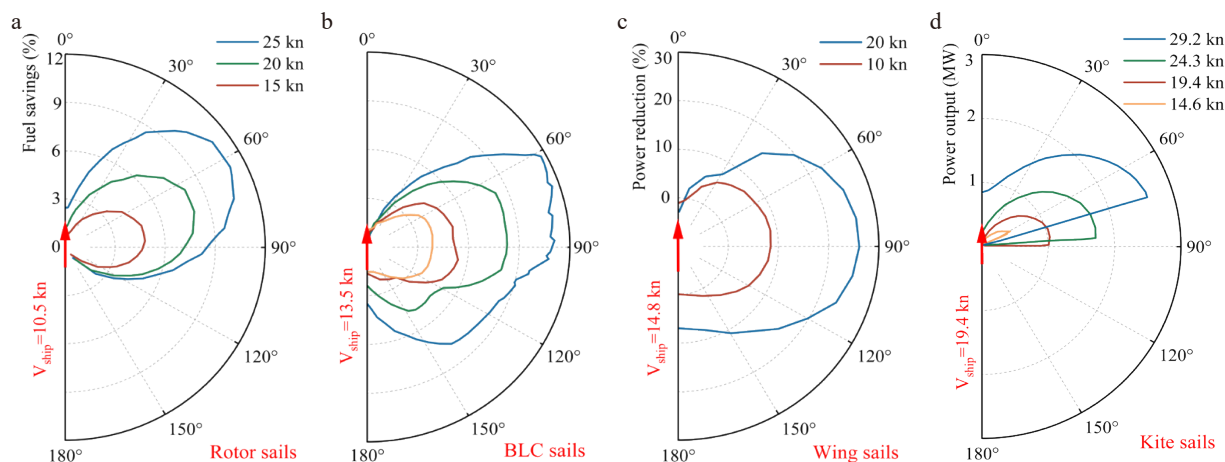 a
0°
25 kn
20 kn
15 kn
Fuel savings (%)
12
9
6
3
0
30°
60°
90°
120°
150°
180°
V_ship=10.5 kn
Rotor sails
b
0°
30°
60°
90°
120°
150°
180°
V_ship=13.5 kn
BLC sails
c
0°
20 kn
10 kn
Power reduction (%)
30
20
10
0
30°
60°
90°
120°
150°
180°
V_ship=14.8 kn
Wing sails
d
0°
29.2 kn
24.3 kn
19.4 kn
14.6 kn
Power output (MW)
3
2
1
0
30°
60°
90°
120°
150°
180°
V_ship=19.4 kn
Kite sails